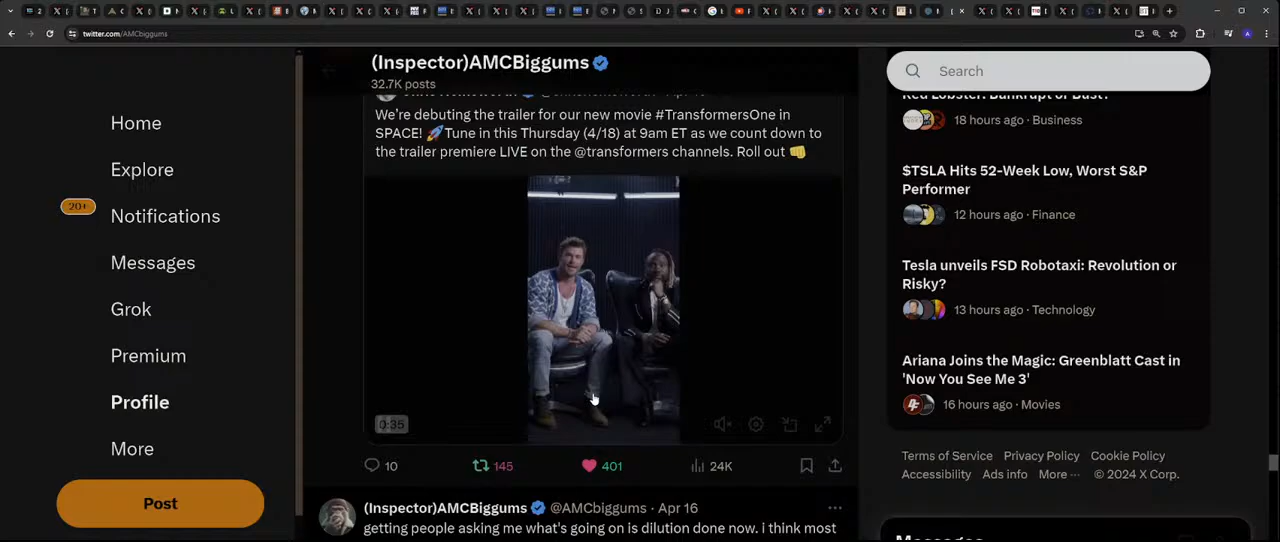 twitter.com/AMCbiggums
(Inspector)AMCBiggums
32.7K posts
Search
Home
Explore
20+
Notifications
Messages
Grok
Premium
Profile
More
Post
We're debuting the trailer for our new movie #TransformersOne in
SPACE! 🚀Tune in this Thursday (4/18) at 9am ET as we count down to
the trailer premiere LIVE on the @transformers channels. Roll out 👊
0:35
10
145
401
24K
(Inspector)AMCBiggums @AMCbiggums · Apr 16
getting people asking me what's going on is dilution done now. i think most
Red Lobster: Bankrupt or Bust?
18 hours ago · Business
$TSLA Hits 52-Week Low, Worst S&P
Performer
12 hours ago · Finance
Tesla unveils FSD Robotaxi: Revolution or
Risky?
13 hours ago · Technology
Ariana Joins the Magic: Greenblatt Cast in
'Now You See Me 3'
16 hours ago · Movies
Terms of Service Privacy Policy Cookie Policy
Accessibility Ads info More ··· © 2024 X Corp.
Messages